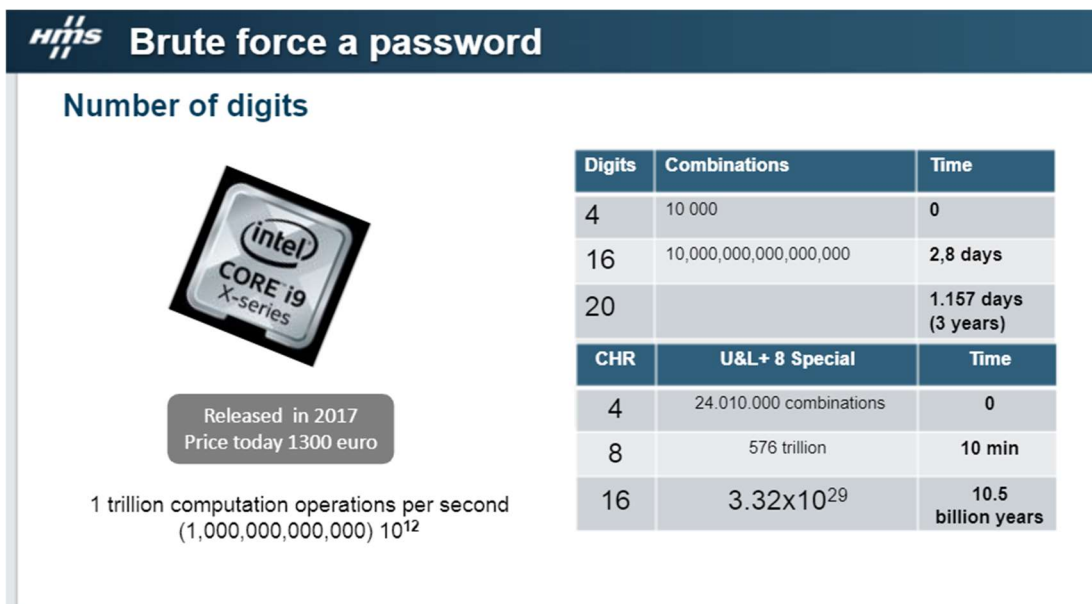 HMS Brute force a password
Number of digits
intel
CORE i9
X-series
Released in 2017
Price today 1300 euro
1 trillion computation operations per second
(1,000,000,000,000) 10¹²
Digits Combinations Time
4 10 000 0
16 10,000,000,000,000,000 2,8 days
20 1.157 days
(3 years)
CHR U&L+ 8 Special Time
4 24.010.000 combinations 0
8 576 trillion 10 min
16 3.32x10²⁹ 10.5
billion years